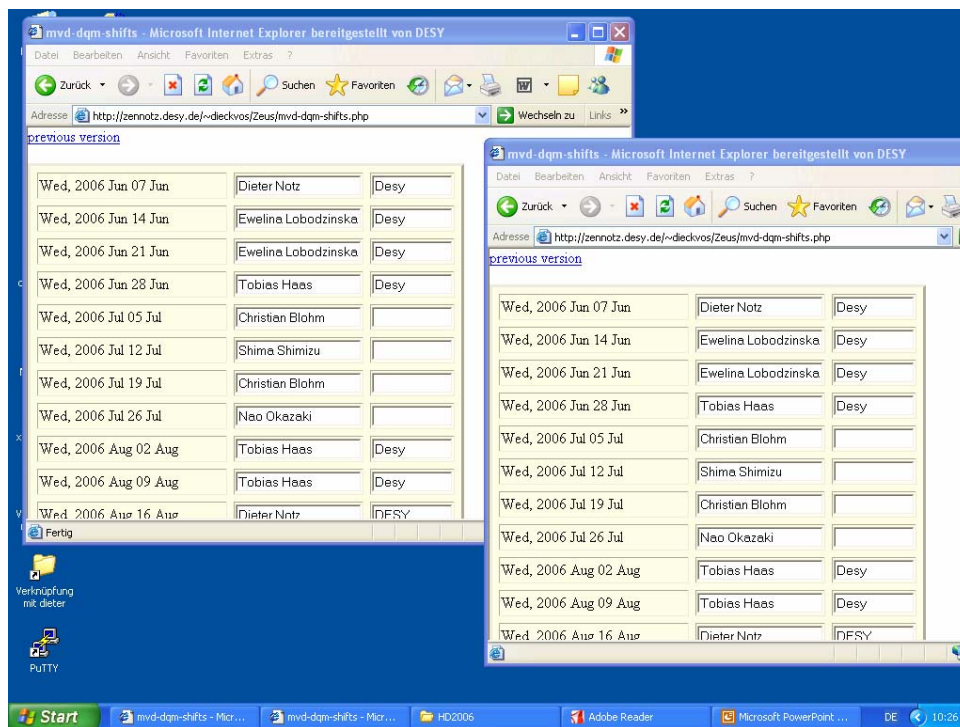 mvd-dqm-shifts - Microsoft Internet Explorer bereitgestellt von DESY
Datei Bearbeiten Ansicht Favoriten Extras ?
Zurück Suchen Favoriten
Adresse http://zennotz.desy.de/~dieckvos/Zeus/mvd-dqm-shifts.php Wechseln zu Links »
previous version
Wed, 2006 Jun 07 Jun Dieter Notz Desy
Wed, 2006 Jun 14 Jun Ewelina Lobodzinska Desy
Wed, 2006 Jun 21 Jun Ewelina Lobodzinska Desy
Wed, 2006 Jun 28 Jun Tobias Haas Desy
Wed, 2006 Jul 05 Jul Christian Blohm
Wed, 2006 Jul 12 Jul Shima Shimizu
Wed, 2006 Jul 19 Jul Christian Blohm
Wed, 2006 Jul 26 Jul Nao Okazaki
Wed, 2006 Aug 02 Aug Tobias Haas Desy
Wed, 2006 Aug 09 Aug Tobias Haas Desy
Wed, 2006 Aug 16 Aug Dieter Notz DESY
Fertig
mvd-dqm-shifts - Microsoft Internet Explorer bereitgestellt von DESY
Datei Bearbeiten Ansicht Favoriten Extras ?
Zurück Suchen Favoriten
Adresse http://zennotz.desy.de/~dieckvos/Zeus/mvd-dqm-shifts.php
previous version
Wed, 2006 Jun 07 Jun Dieter Notz Desy
Wed, 2006 Jun 14 Jun Ewelina Lobodzinska Desy
Wed, 2006 Jun 21 Jun Ewelina Lobodzinska Desy
Wed, 2006 Jun 28 Jun Tobias Haas Desy
Wed, 2006 Jul 05 Jul Christian Blohm
Wed, 2006 Jul 12 Jul Shima Shimizu
Wed, 2006 Jul 19 Jul Christian Blohm
Wed, 2006 Jul 26 Jul Nao Okazaki
Wed, 2006 Aug 02 Aug Tobias Haas Desy
Wed, 2006 Aug 09 Aug Tobias Haas Desy
Wed, 2006 Aug 16 Aug Dieter Notz DESY
Verknüpfung
mit dieter
PuTTY
Start mvd-dqm-shifts - Micr... mvd-dqm-shifts - Micr... HD2006 Adobe Reader Microsoft PowerPoint ... DE 10:26